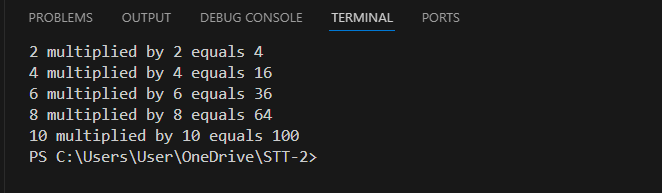 PROBLEMS OUTPUT DEBUG CONSOLE TERMINAL PORTS
2 multiplied by 2 equals 4
4 multiplied by 4 equals 16
6 multiplied by 6 equals 36
8 multiplied by 8 equals 64
10 multiplied by 10 equals 100
PS C:\Users\User\OneDrive\STT-2>